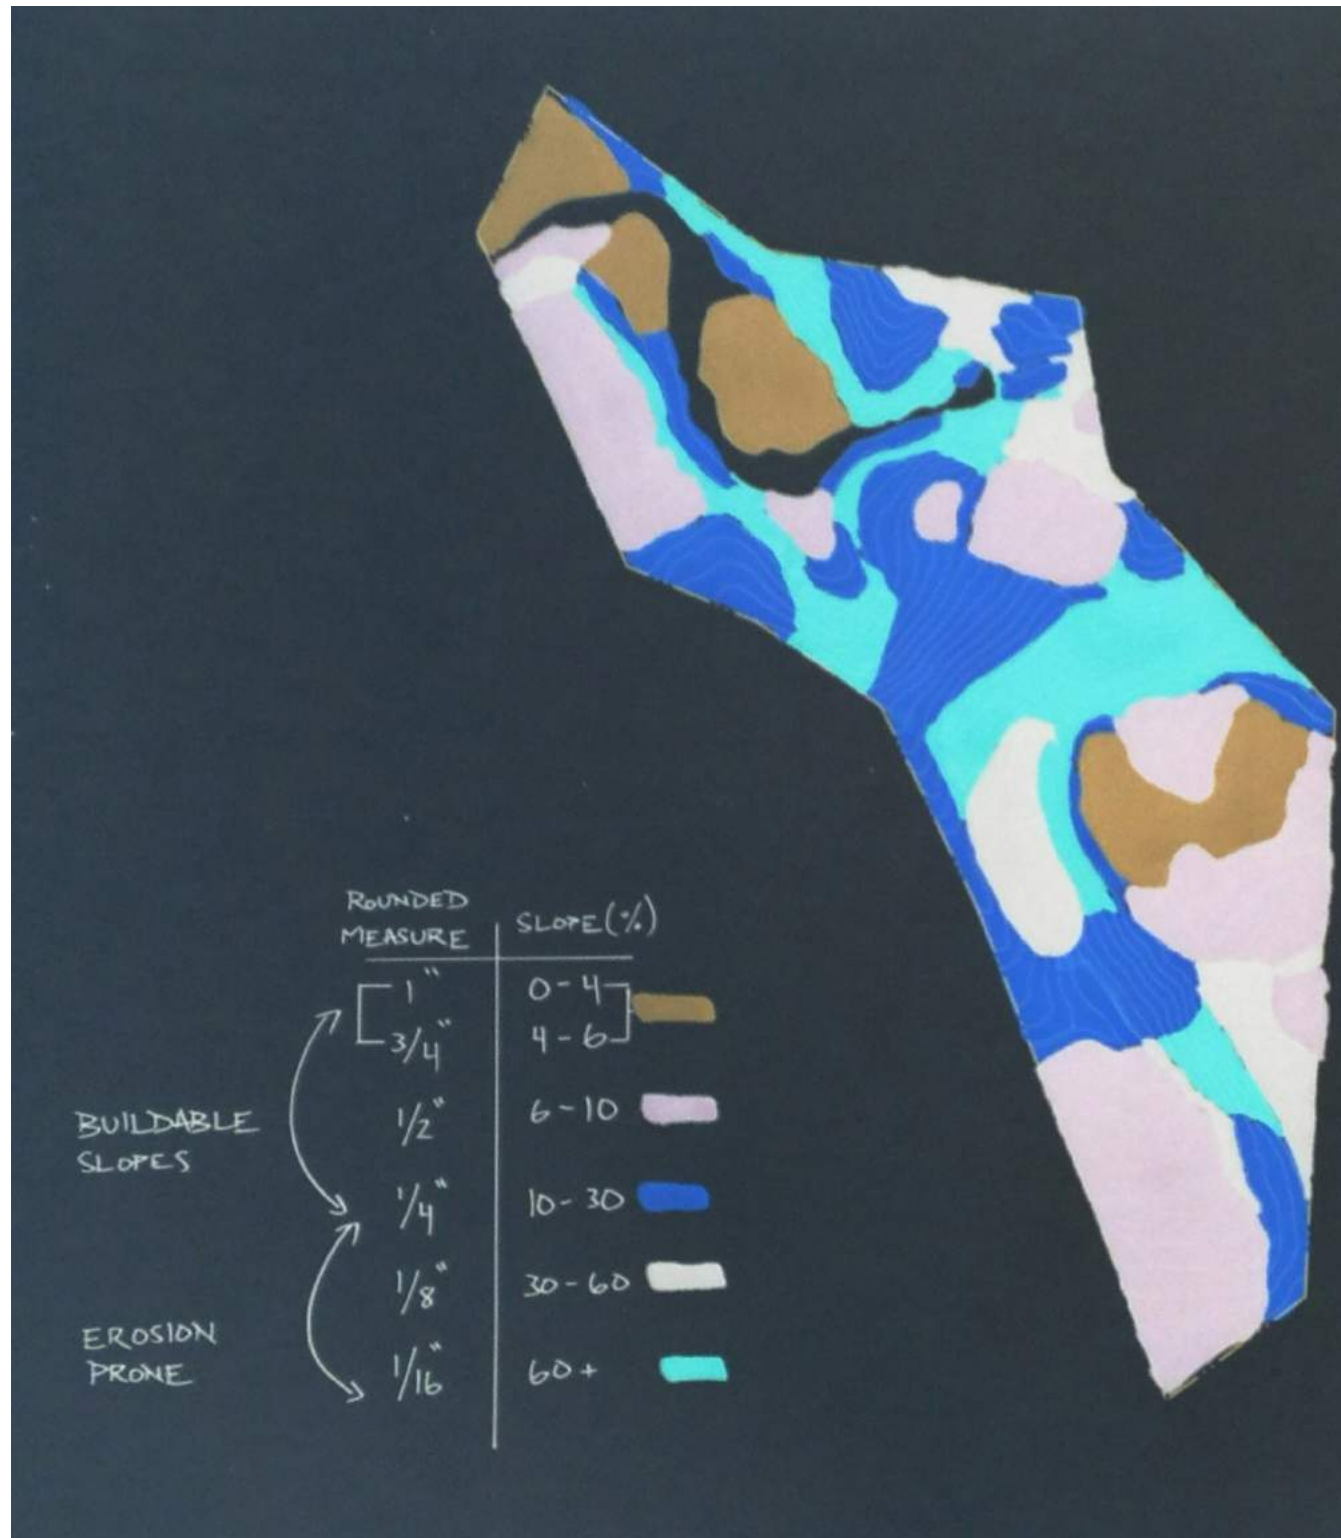 ROUNDED
MEASURE
SLOPE (%)
1"
0-4
3/4"
4-6
BUILDABLE
SLOPES
1/2"
6-10
1/4"
10-30
1/8"
30-60
EROSION
PRONE
1/16"
60+